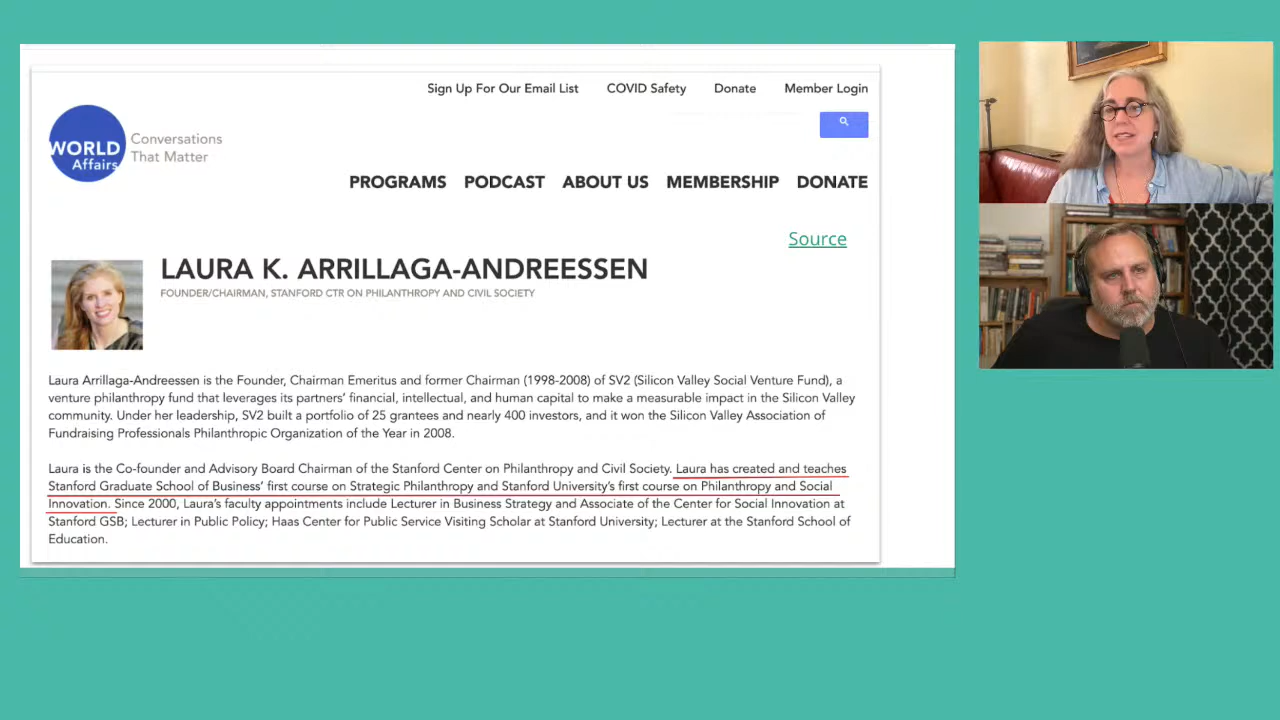 Sign Up For Our Email List COVID Safety Donate Member Login
WORLD
Affairs
Conversations
That Matter
PROGRAMS PODCAST ABOUT US MEMBERSHIP DONATE
Source
LAURA K. ARRILLAGA-ANDREESSEN
FOUNDER/CHAIRMAN, STANFORD CTR ON PHILANTHROPY AND CIVIL SOCIETY
Laura Arrillaga-Andreessen is the Founder, Chairman Emeritus and former Chairman (1998-2008) of SV2 (Silicon Valley Social Venture Fund), a
venture philanthropy fund that leverages its partners' financial, intellectual, and human capital to make a measurable impact in the Silicon Valley
community. Under her leadership, SV2 built a portfolio of 25 grantees and nearly 400 investors, and it won the Silicon Valley Association of
Fundraising Professionals Philanthropic Organization of the Year in 2008.
Laura is the Co-founder and Advisory Board Chairman of the Stanford Center on Philanthropy and Civil Society. Laura has created and teaches
Stanford Graduate School of Business' first course on Strategic Philanthropy and Stanford University's first course on Philanthropy and Social
Innovation. Since 2000, Laura's faculty appointments include Lecturer in Business Strategy and Associate of the Center for Social Innovation at
Stanford GSB; Lecturer in Public Policy; Haas Center for Public Service Visiting Scholar at Stanford University; Lecturer at the Stanford School of
Education.